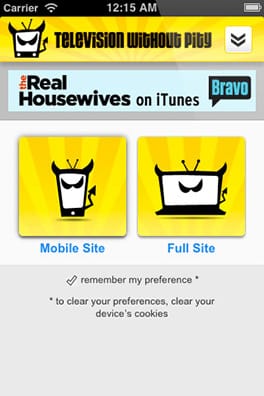 Carrier 12:15 AM
TELEVISION WITHOUT PITY
the Real
Housewives on iTunes Bravo
Mobile Site Full Site
remember my preference *
* to clear your preferences, clear your
device's cookies